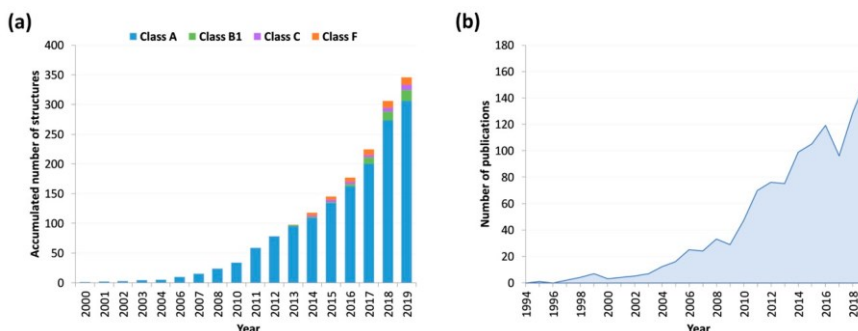 (a)
Class A Class B1 Class C Class F
Accumulated number of structures
400
350
300
250
200
150
100
50
0
2000 2001 2002 2003 2004 2006 2007 2008 2010 2011 2012 2013 2014 2015 2016 2017 2018 2019
Year
(b)
Number of publications
180
160
140
120
100
80
60
40
20
0
1994 1996 1998 2000 2002 2004 2006 2008 2010 2012 2014 2016 2018
Year